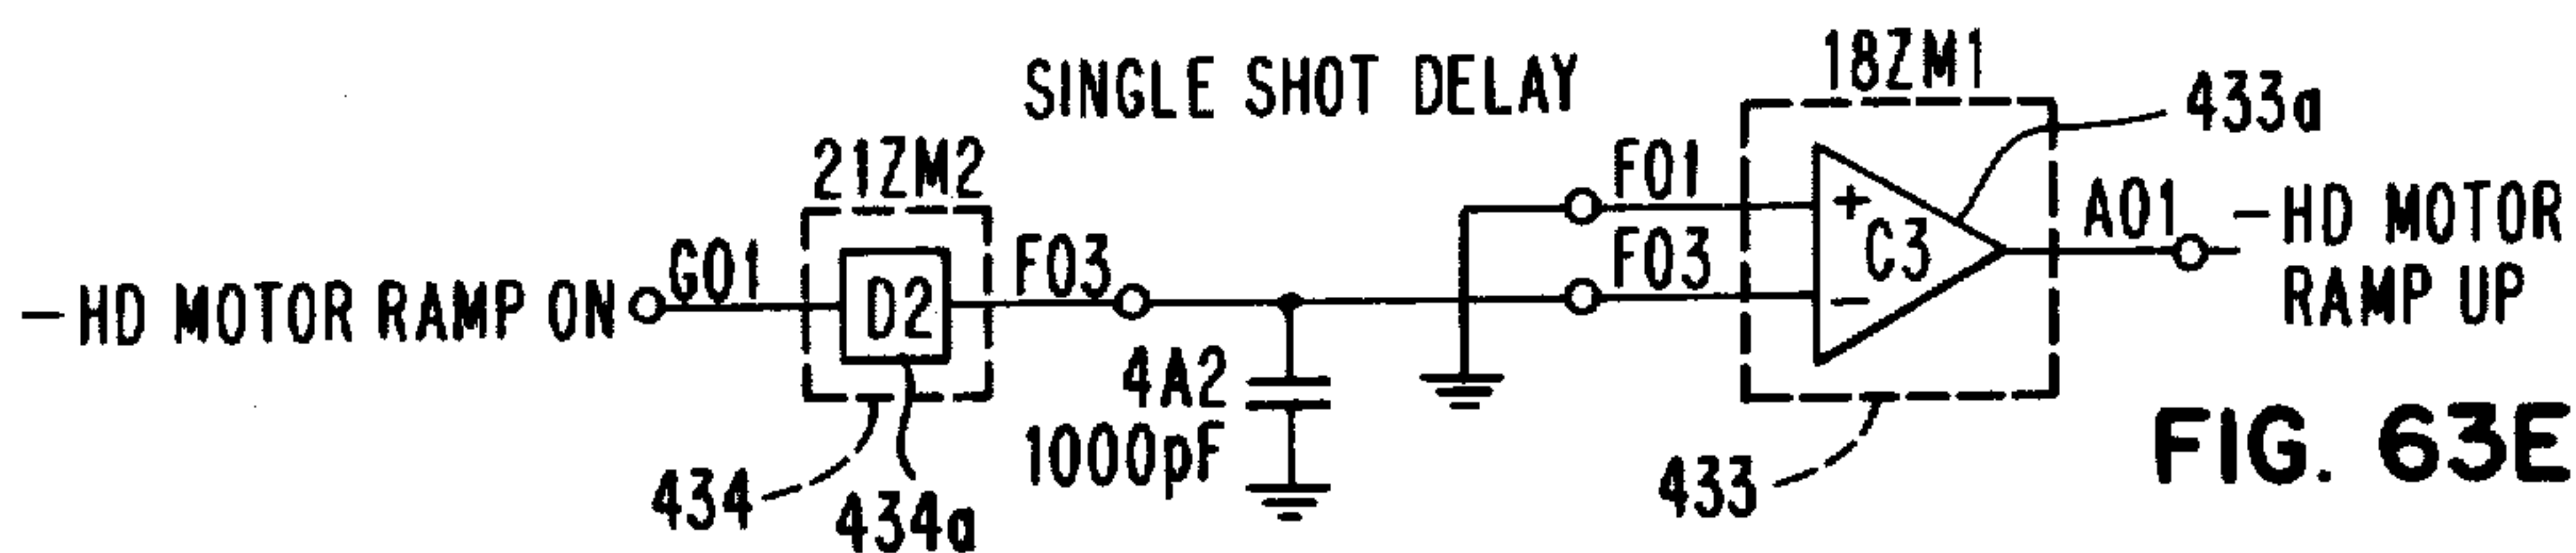 SINGLE SHOT DELAY
18ZM1
433a
21ZM2
F01
A01
-HD MOTOR
RAMP UP
G01
F03
F03
+
C3
-
-HD MOTOR RAMP ON
D2
4A2
1000pF
434
434a
433
FIG. 63E